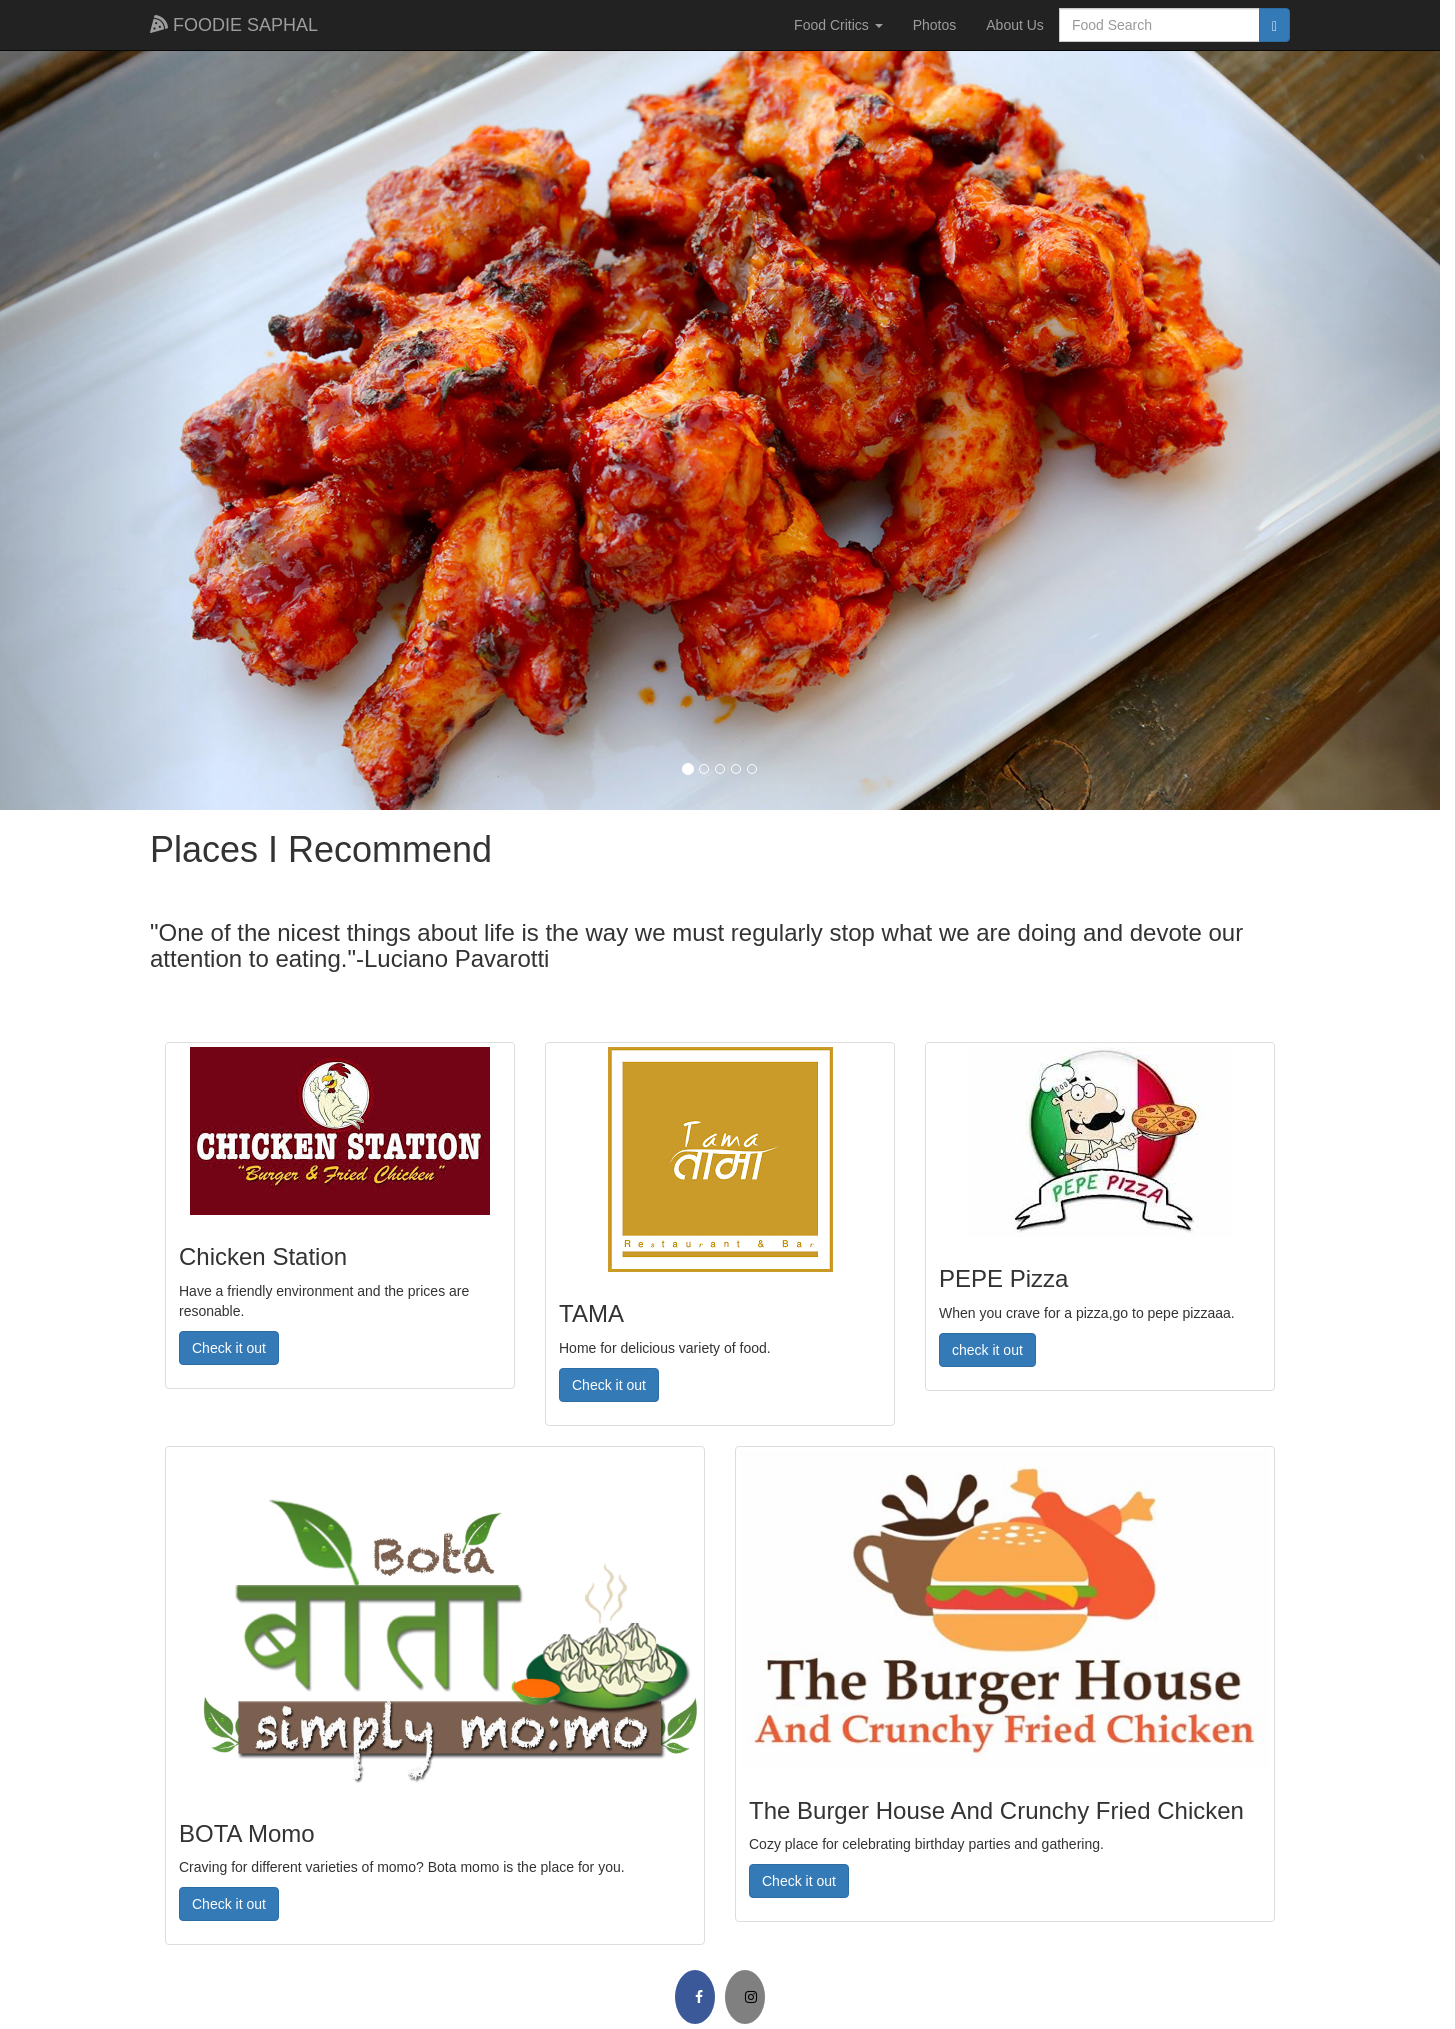 FOODIE SAPHAL
Food Critics
Photos
About Us
Food Search
Places I Recommend
"One of the nicest things about life is the way we must regularly stop what we are doing and devote our
attention to eating."-Luciano Pavarotti
CHICKEN STATION
"Burger & Fried Chicken"
Chicken Station
Have a friendly environment and the prices are
resonable.
Check it out
Tama
तामा
Restaurant & Bar
TAMA
Home for delicious variety of food.
Check it out
PEPE PIZZA
PEPE Pizza
When you crave for a pizza,go to pepe pizzaaa.
check it out
Bota
बोता
simply mo:mo
BOTA Momo
Craving for different varieties of momo? Bota momo is the place for you.
Check it out
The Burger House
And Crunchy Fried Chicken
The Burger House And Crunchy Fried Chicken
Cozy place for celebrating birthday parties and gathering.
Check it out